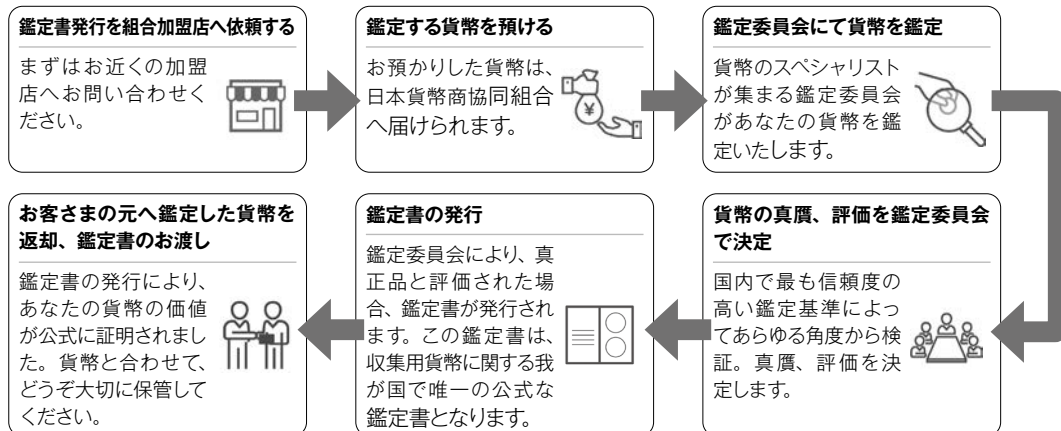 鑑定書発行を組合加盟店へ依頼する
まずはお近くの加盟
店へお問い合わせく
ださい。
鑑定する貨幣を預ける
お預かりした貨幣は、
日本貨幣商協同組合
へ届けられます。
¥
鑑定委員会にて貨幣を鑑定
貨幣のスペシャリスト
が集まる鑑定委員会
があなたの貨幣を鑑
定いたします。
貨幣の真贋、評価を鑑定委員会
で決定
国内で最も信頼度の
高い鑑定基準によっ
てあらゆる角度から検
証。真贋、評価を決
定します。
鑑定書の発行
鑑定委員会により、真
正品と評価された場
合、鑑定書が発行され
ます。この鑑定書は、
収集用貨幣に関する我
が国で唯一の公式な
鑑定書となります。
お客さまの元へ鑑定した貨幣を
返却、鑑定書のお渡し
鑑定書の発行により、
あなたの貨幣の価値
が公式に証明されまし
た。貨幣と合わせて、
どうぞ大切に保管して
ください。